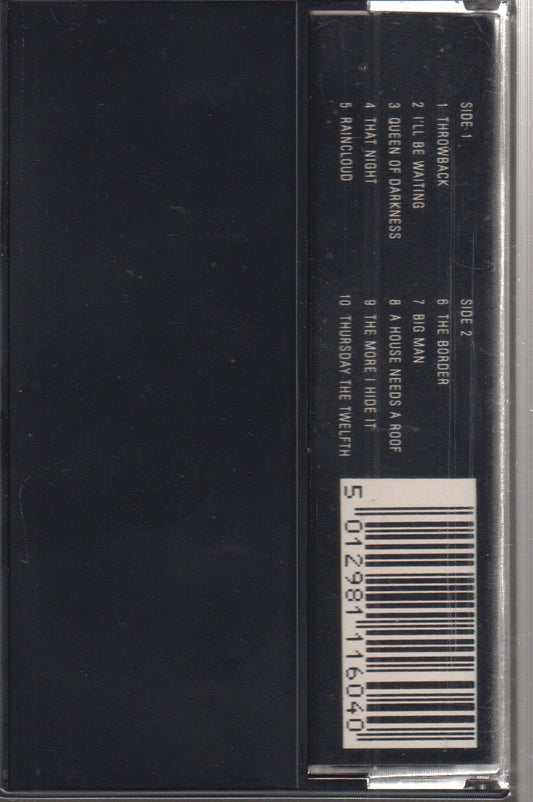 SIDE 1
1 THROWBACK
2 I'LL BE WAITING
3 QUEEN OF DARKNESS
4 THAT NIGHT
5 RAINCLOUD
SIDE 2
6 THE BORDER
7 BIG MAN
8 A HOUSE NEEDS A ROOF
9 THE MORE I HIDE IT
10 THURSDAY THE TWELFTH
5 012981 116040